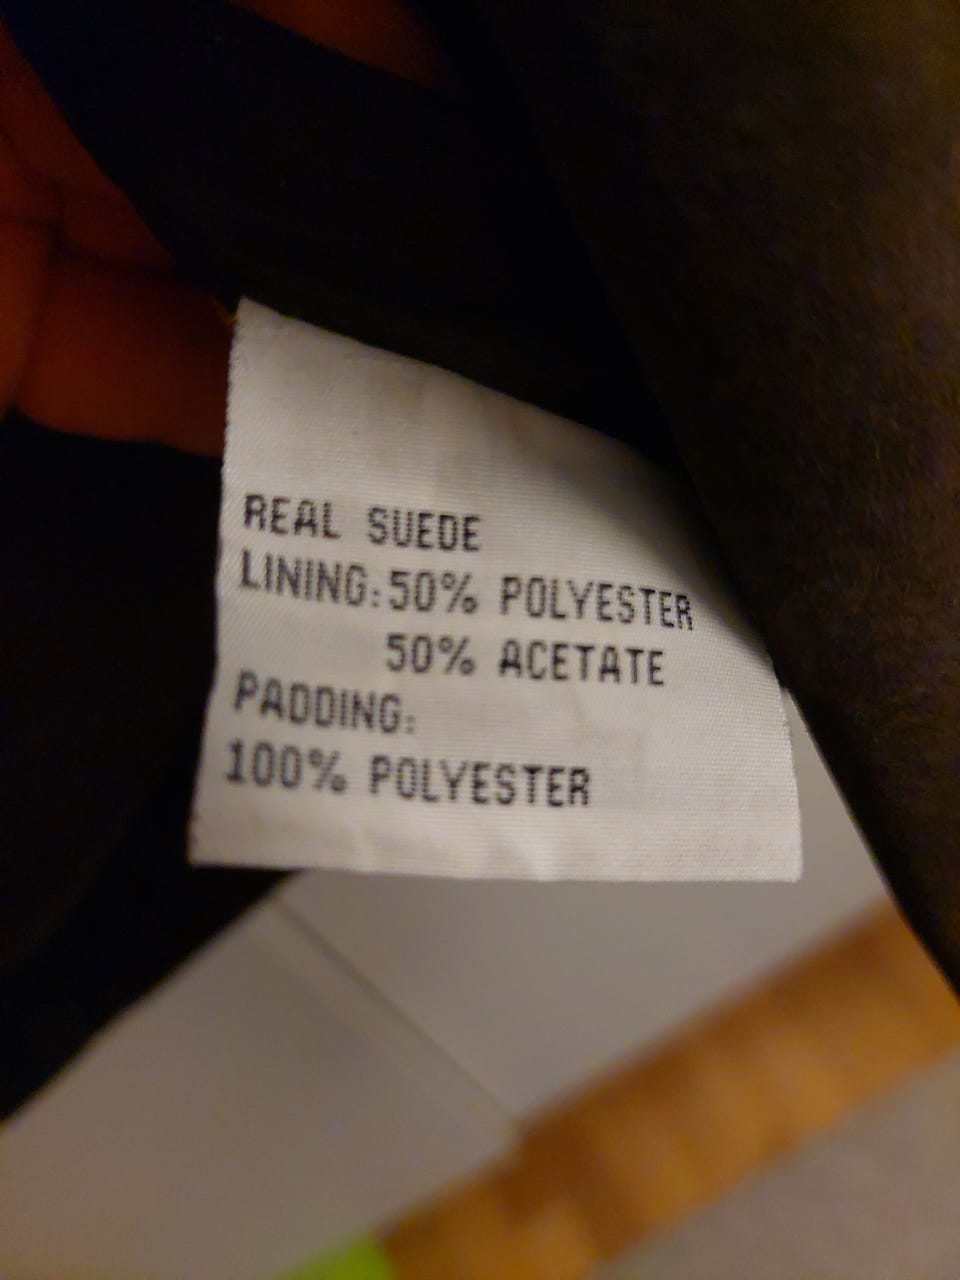 REAL SUEDE
LINING:50% POLYESTER
50% ACETATE
PADDING:
100% POLYESTER